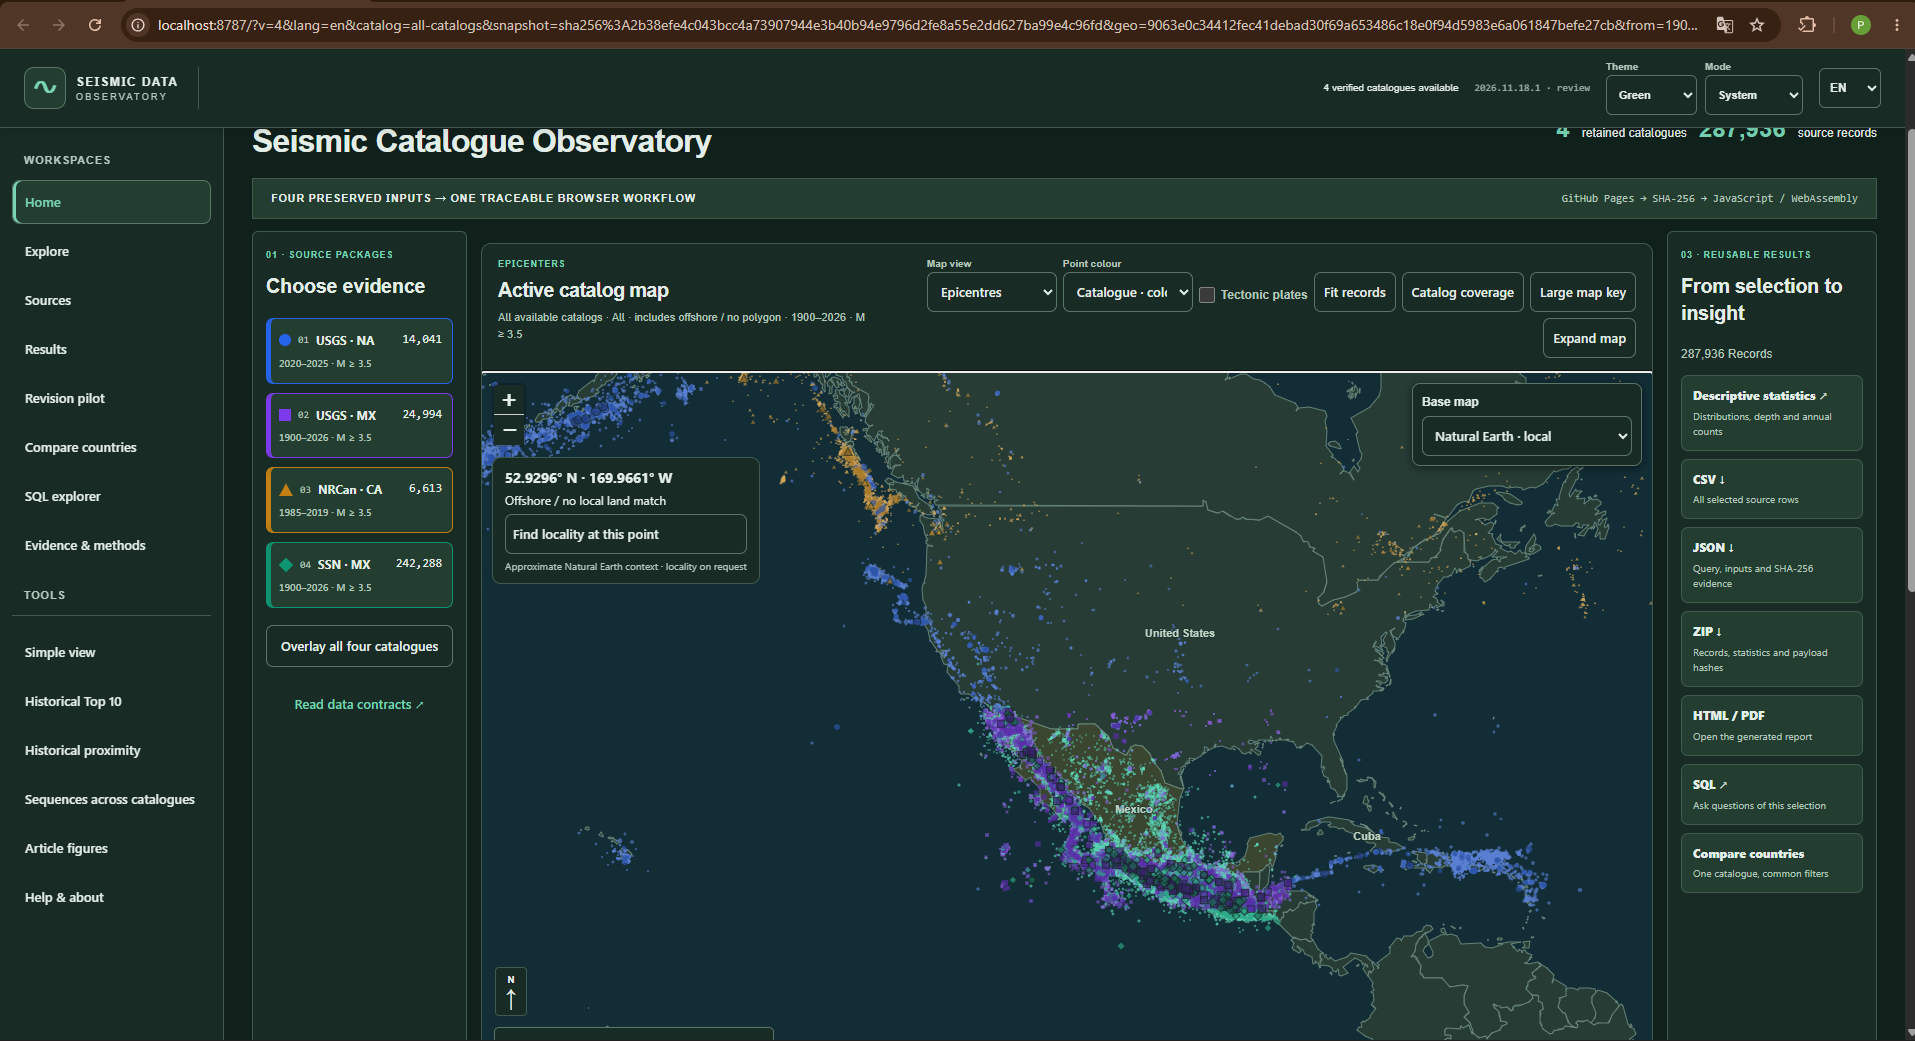 localhost:8787/?v=4&lang=en&catalog=all-catalogs&snapshot=sha256%3A2b38efe4c043bcc4a73907944e3b40b94e9796d2fe8a55e2dd627ba99e4c96fd&geo=9063e0c34412fec41debad30f69a653486c18e0f94d5983e6a061847befe27cb&from=190...
P
SEISMIC DATA
OBSERVATORY
4 verified catalogues available
2026.11.18.1 · review
Theme
Green
Mode
System
EN
WORKSPACES
Home
Explore
Sources
Results
Revision pilot
Compare countries
SQL explorer
Evidence & methods
TOOLS
Simple view
Historical Top 10
Historical proximity
Sequences across catalogues
Article figures
Help & about
Seismic Catalogue Observatory
4 retained catalogues 287,936 source records
FOUR PRESERVED INPUTS → ONE TRACEABLE BROWSER WORKFLOW
GitHub Pages → SHA-256 → JavaScript / WebAssembly
01 · SOURCE PACKAGES
Choose evidence
01 USGS · NA 14,041
2020–2025 · M ≥ 3.5
02 USGS · MX 24,994
1900–2026 · M ≥ 3.5
03 NRCan · CA 6,613
1985–2019 · M ≥ 3.5
04 SSN · MX 242,288
1900–2026 · M ≥ 3.5
Overlay all four catalogues
Read data contracts ↗
EPICENTERS
Active catalog map
All available catalogs · All · includes offshore / no polygon · 1900–2026 · M
≥ 3.5
Map view
Epicentres
Point colour
Catalogue · colo
Tectonic plates
Fit records
Catalog coverage
Large map key
Expand map
+
−
52.9296° N · 169.9661° W
Offshore / no local land match
Find locality at this point
Approximate Natural Earth context · locality on request
Base map
Natural Earth · local
United States
Mexico
Cuba
N
↑
03 · REUSABLE RESULTS
From selection to
insight
287,936 Records
Descriptive statistics ↗
Distributions, depth and annual
counts
CSV ↓
All selected source rows
JSON ↓
Query, inputs and SHA-256
evidence
ZIP ↓
Records, statistics and payload
hashes
HTML / PDF
Open the generated report
SQL ↗
Ask questions of this selection
Compare countries
One catalogue, common filters